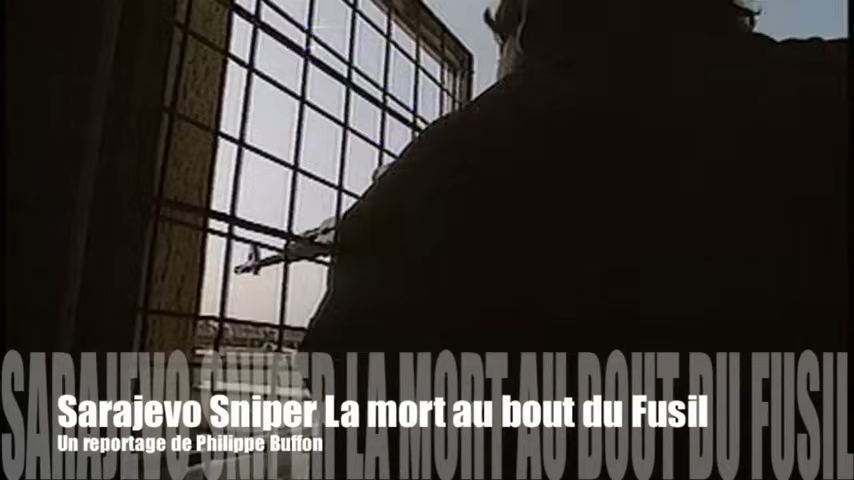 SARAJEVO SNIPER LA MORT AU BOUT DU FUSIL
Sarajevo Sniper La mort au bout du Fusil
Un reportage de Philippe Buffon